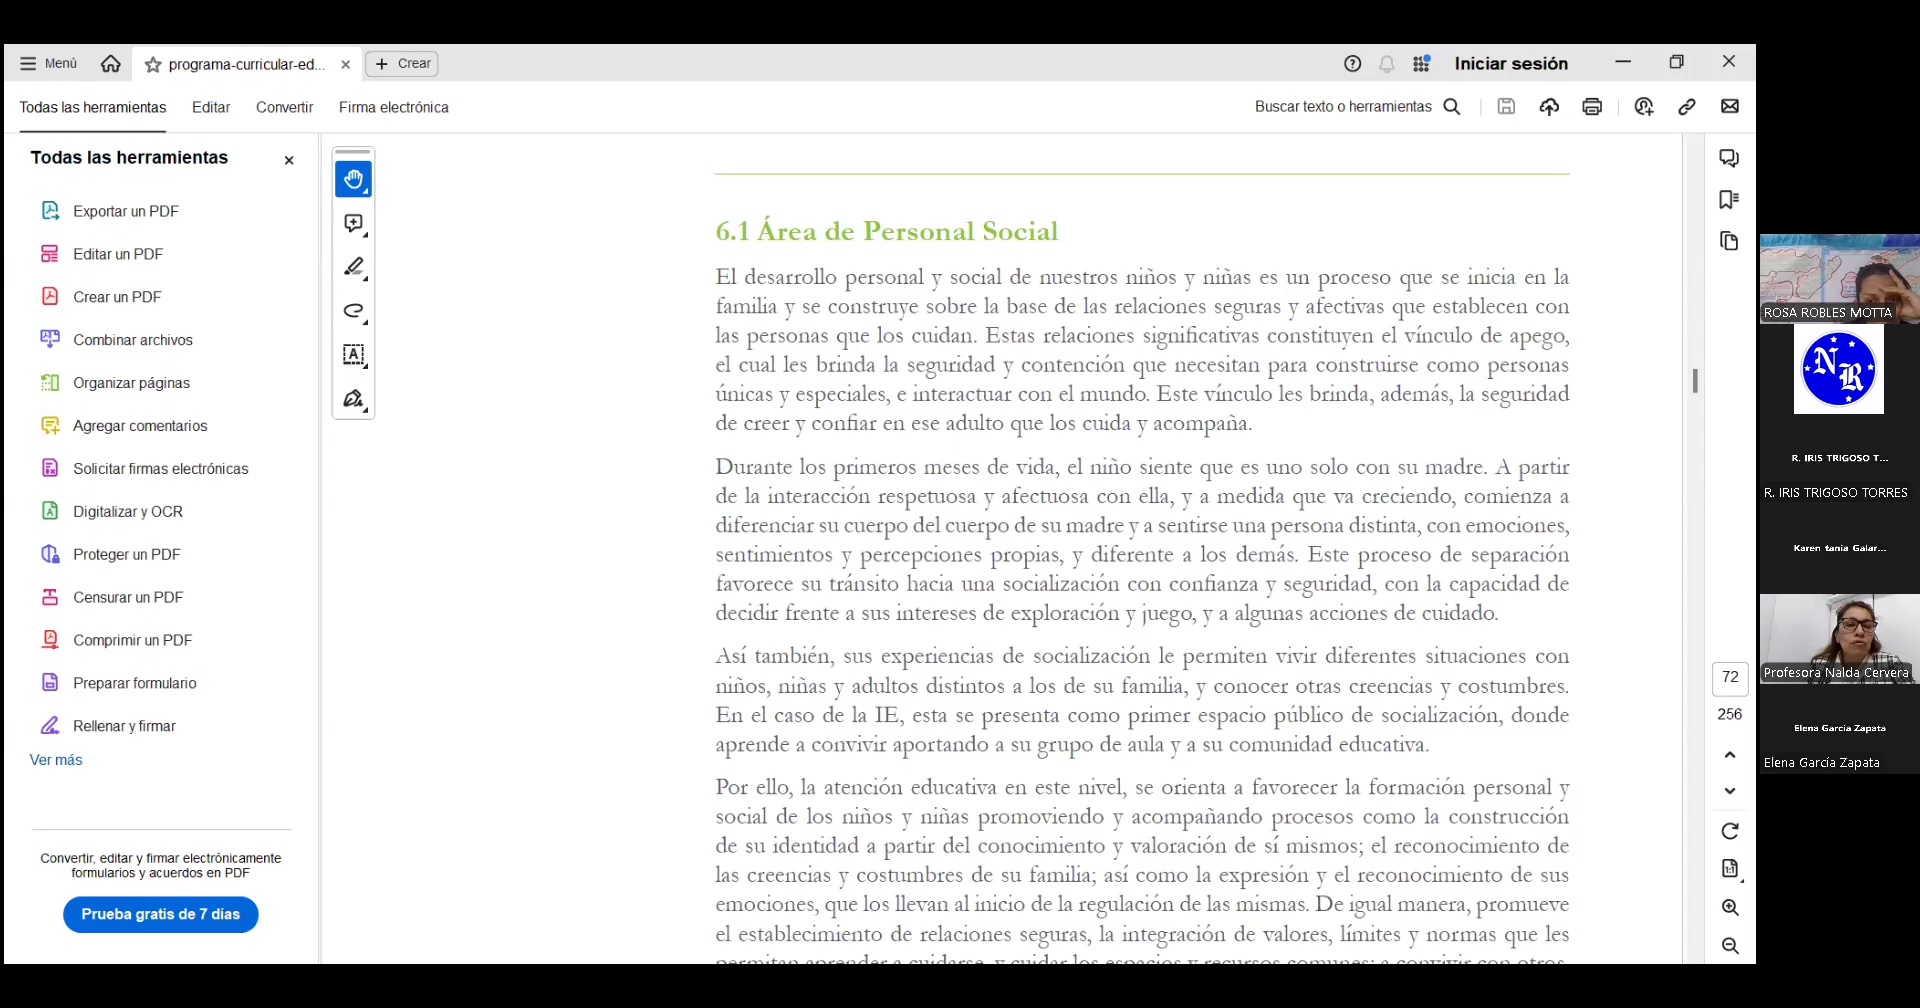 Menú
programa-curricular-ed...
Crear
Iniciar sesión
Todas las herramientas
Editar
Convertir
Firma electrónica
Buscar texto o herramientas
Todas las herramientas
Exportar un PDF
Editar un PDF
Crear un PDF
Combinar archivos
Organizar páginas
Agregar comentarios
Solicitar firmas electrónicas
Digitalizar y OCR
Proteger un PDF
Censurar un PDF
Comprimir un PDF
Preparar formulario
Rellenar y firmar
Ver más
Convertir, editar y firmar electrónicamente
formularios y acuerdos en PDF
Prueba gratis de 7 días
6.1 Área de Personal Social
El desarrollo personal y social de nuestros niños y niñas es un proceso que se inicia en la
familia y se construye sobre la base de las relaciones seguras y afectivas que establecen con
las personas que los cuidan. Estas relaciones significativas constituyen el vínculo de apego,
el cual les brinda la seguridad y contención que necesitan para construirse como personas
únicas y especiales, e interactuar con el mundo. Este vínculo les brinda, además, la seguridad
de creer y confiar en ese adulto que los cuida y acompaña.
Durante los primeros meses de vida, el niño siente que es uno solo con su madre. A partir
de la interacción respetuosa y afectuosa con ella, y a medida que va creciendo, comienza a
diferenciar su cuerpo del cuerpo de su madre y a sentirse una persona distinta, con emociones,
sentimientos y percepciones propias, y diferente a los demás. Este proceso de separación
favorece su tránsito hacia una socialización con confianza y seguridad, con la capacidad de
decidir frente a sus intereses de exploración y juego, y a algunas acciones de cuidado.
Así también, sus experiencias de socialización le permiten vivir diferentes situaciones con
niños, niñas y adultos distintos a los de su familia, y conocer otras creencias y costumbres.
En el caso de la IE, esta se presenta como primer espacio público de socialización, donde
aprende a convivir aportando a su grupo de aula y a su comunidad educativa.
Por ello, la atención educativa en este nivel, se orienta a favorecer la formación personal y
social de los niños y niñas promoviendo y acompañando procesos como la construcción
de su identidad a partir del conocimiento y valoración de sí mismos; el reconocimiento de
las creencias y costumbres de su familia; así como la expresión y el reconocimiento de sus
emociones, que los llevan al inicio de la regulación de las mismas. De igual manera, promueve
el establecimiento de relaciones seguras, la integración de valores, límites y normas que les
permitan aprender a cuidarse, y cuidar los espacios y recursos comunes; a convivir con otros,
72
256
ROSA ROBLES MOTTA
NR
R. IRIS TRIGOSO T...
R. IRIS TRIGOSO TORRES
Karen tania Galar...
Profesora Nalda Cervera
Elena García Zapata
Elena García Zapata